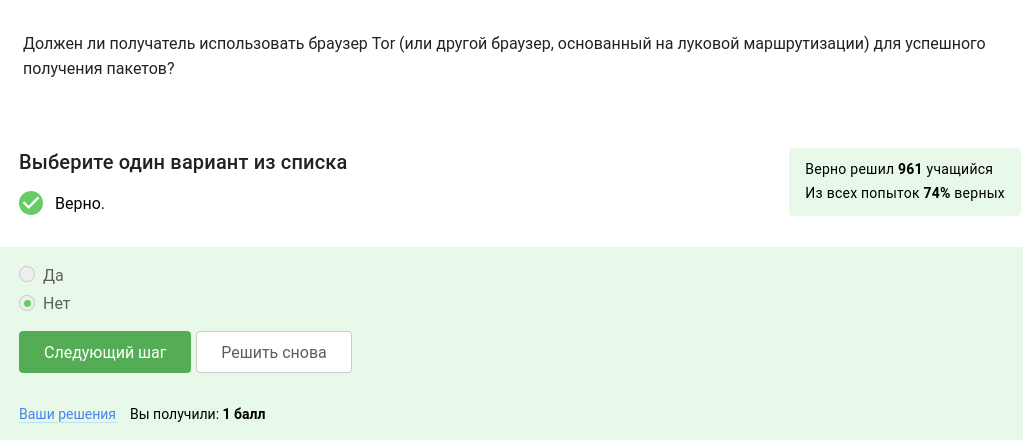 Должен ли получатель использовать браузер Tor (или другой браузер, основанный на луковой маршрутизации) для успешного
получения пакетов?
Выберите один вариант из списка
Верно.
Верно решил 961 учащийся
Из всех попыток 74% верных
Да
Нет
Следующий шаг
Решить снова
Ваши решения Вы получили: 1 балл